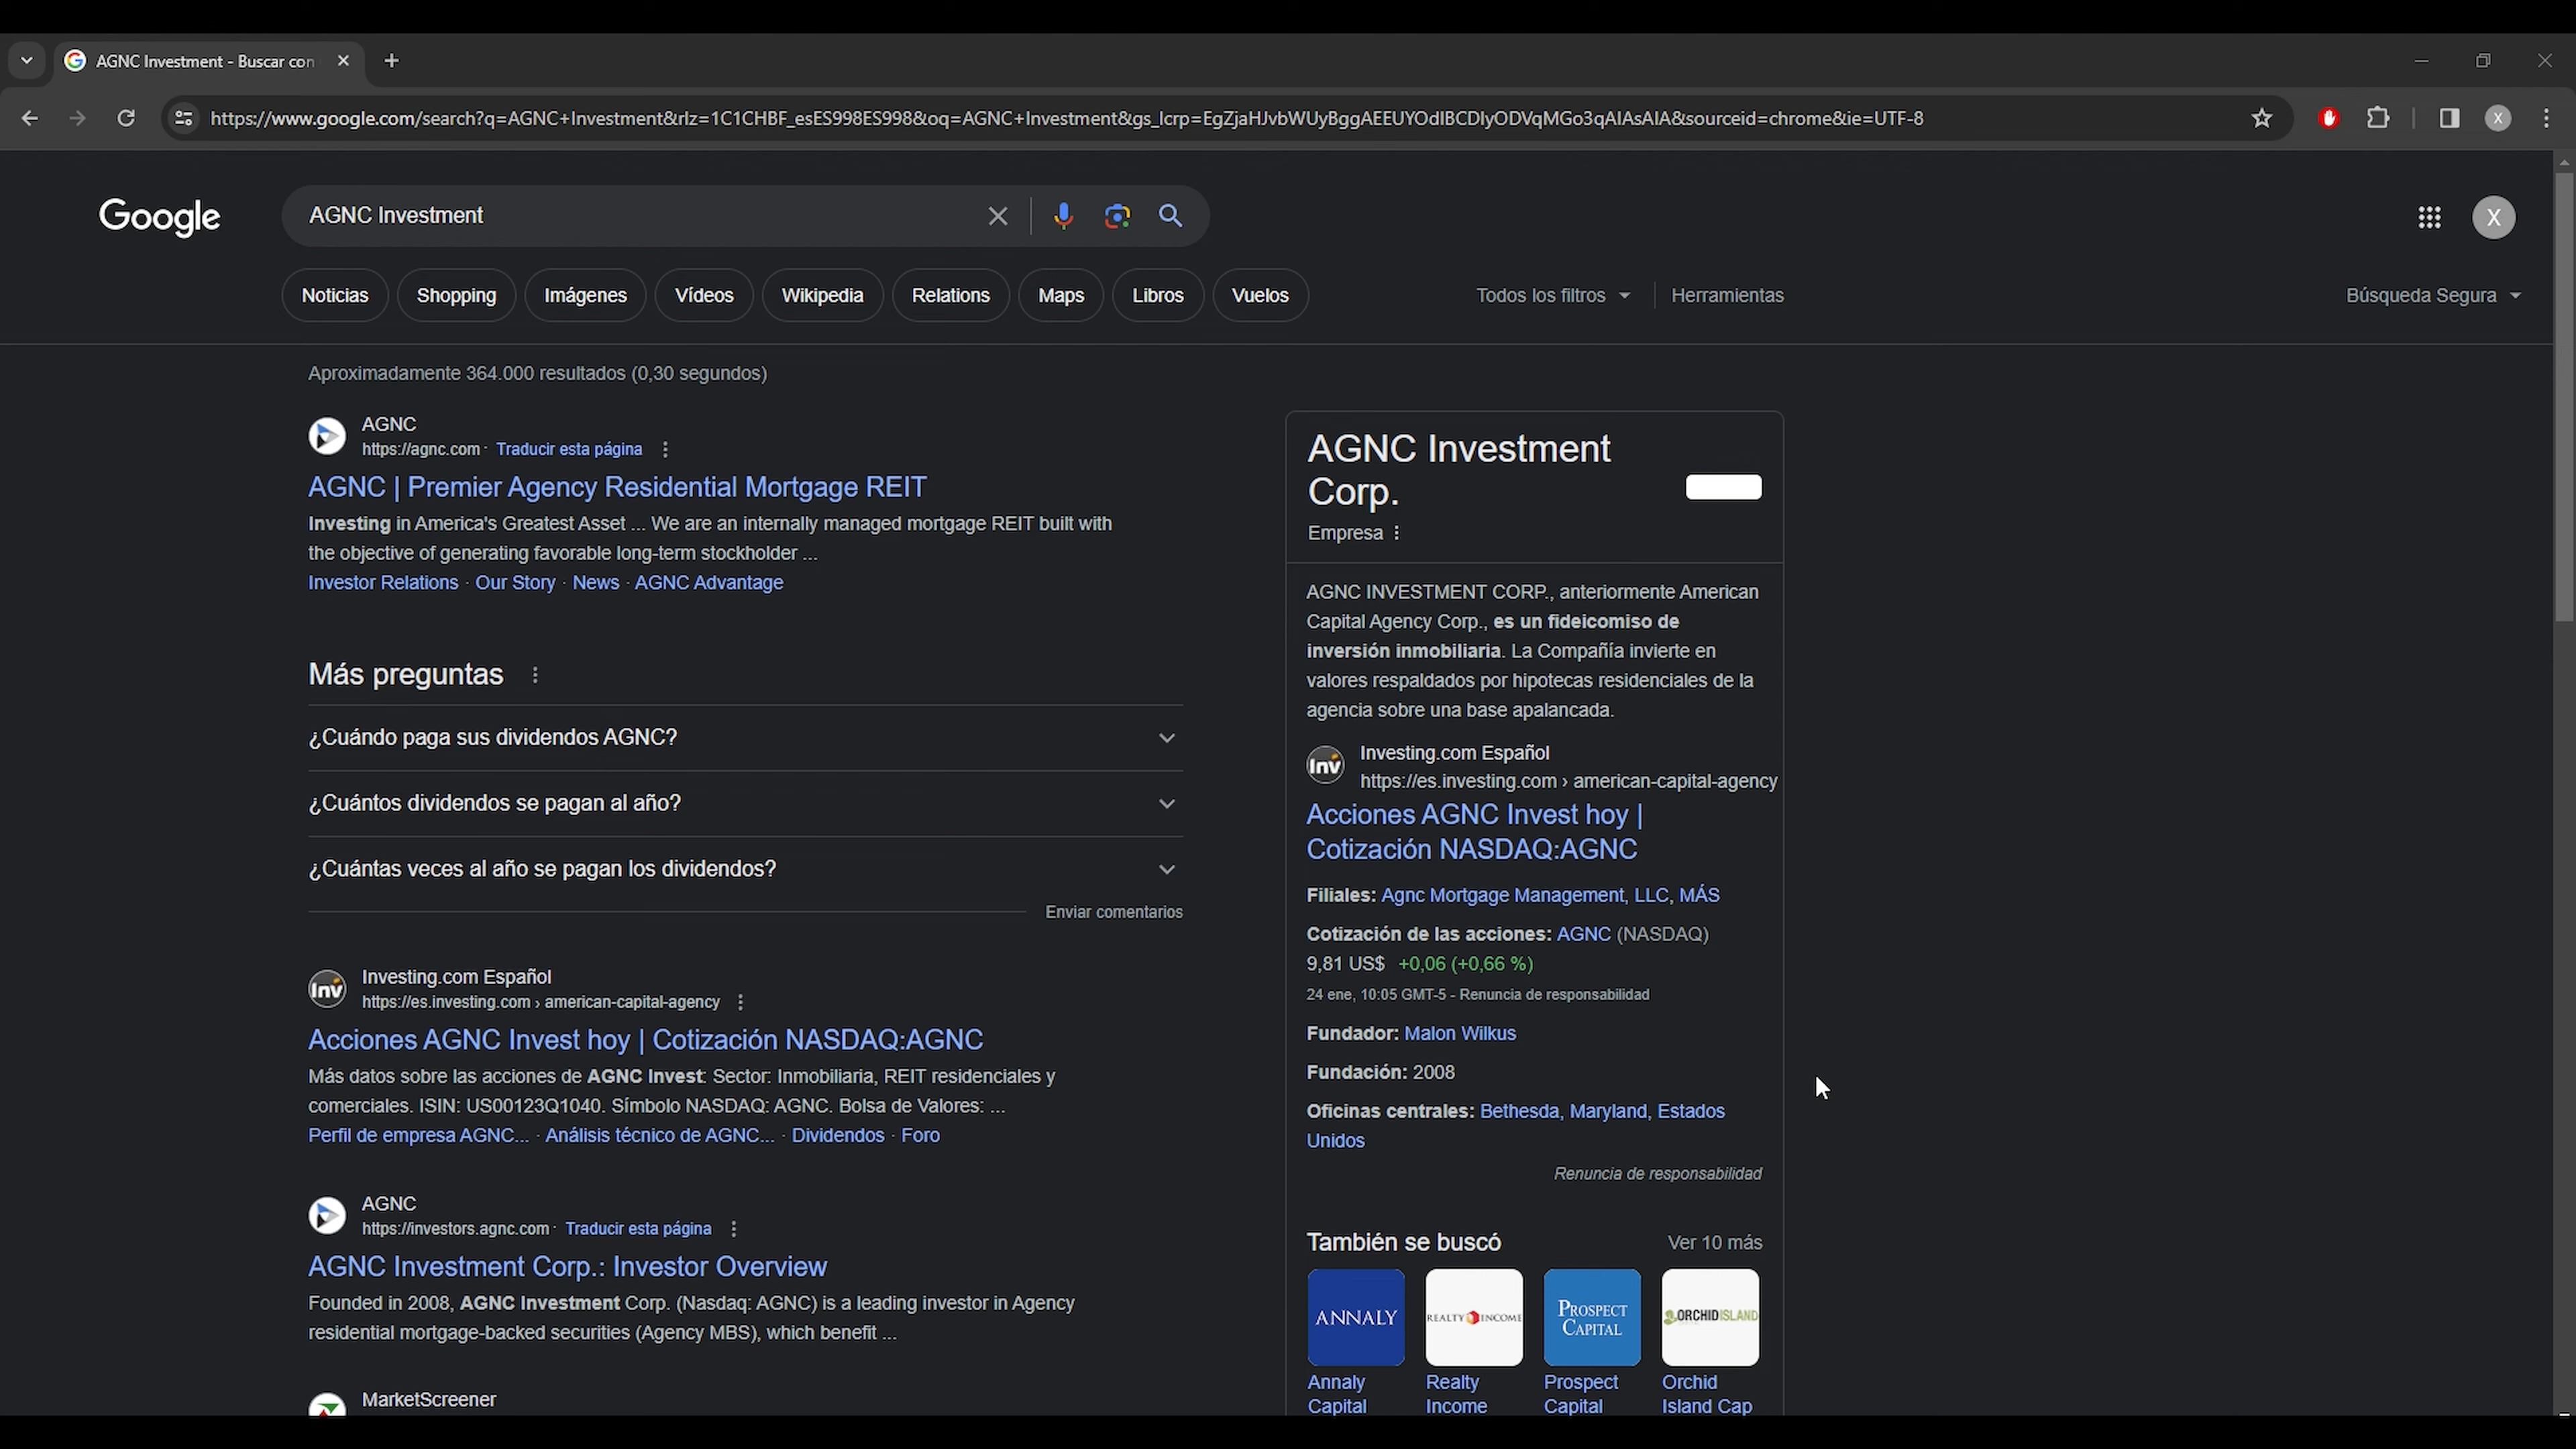 AGNC Investment - Buscar con
https://www.google.com/search?q=AGNC+Investment&rlz=1C1CHBF_esES998ES998&oq=AGNC+Investment&gs_lcrp=EgZjaHJvbWUyBggAEEUYOdIBCDIyODVqMGo3qAIAsAIA&sourceid=chrome&ie=UTF-8
X
Google
AGNC Investment
X
Noticias
Shopping
Imágenes
Vídeos
Wikipedia
Relations
Maps
Libros
Vuelos
Todos los filtros
Herramientas
Búsqueda Segura
Aproximadamente 364.000 resultados (0,30 segundos)
AGNC
https://agnc.com · Traducir esta página
AGNC | Premier Agency Residential Mortgage REIT
Investing in America's Greatest Asset ... We are an internally managed mortgage REIT built with
the objective of generating favorable long-term stockholder ...
Investor Relations · Our Story · News · AGNC Advantage
Más preguntas
¿Cuándo paga sus dividendos AGNC?
¿Cuántos dividendos se pagan al año?
¿Cuántas veces al año se pagan los dividendos?
Enviar comentarios
Inv
Investing.com Español
https://es.investing.com › american-capital-agency
Acciones AGNC Invest hoy | Cotización NASDAQ:AGNC
Más datos sobre las acciones de AGNC Invest: Sector: Inmobiliaria, REIT residenciales y
comerciales. ISIN: US00123Q1040. Símbolo NASDAQ: AGNC. Bolsa de Valores: ...
Perfil de empresa AGNC... · Análisis técnico de AGNC... · Dividendos · Foro
AGNC
https://investors.agnc.com · Traducir esta página
AGNC Investment Corp.: Investor Overview
Founded in 2008, AGNC Investment Corp. (Nasdaq: AGNC) is a leading investor in Agency
residential mortgage-backed securities (Agency MBS), which benefit ...
MarketScreener
AGNC Investment
Corp.
Empresa
AGNC INVESTMENT CORP., anteriormente American
Capital Agency Corp., es un fideicomiso de
inversión inmobiliaria. La Compañía invierte en
valores respaldados por hipotecas residenciales de la
agencia sobre una base apalancada.
Inv
Investing.com Español
https://es.investing.com › american-capital-agency
Acciones AGNC Invest hoy |
Cotización NASDAQ:AGNC
Filiales: Agnc Mortgage Management, LLC, MÁS
Cotización de las acciones: AGNC (NASDAQ)
9,81 US$ +0,06 (+0,66 %)
24 ene, 10:05 GMT-5 - Renuncia de responsabilidad
Fundador: Malon Wilkus
Fundación: 2008
Oficinas centrales: Bethesda, Maryland, Estados
Unidos
Renuncia de responsabilidad
También se buscó
Ver 10 más
ANNALY
REALTY INCOME
PROSPECT
CAPITAL
ORCHIDISLAND
Annaly
Capital
Realty
Income
Prospect
Capital
Orchid
Island Cap